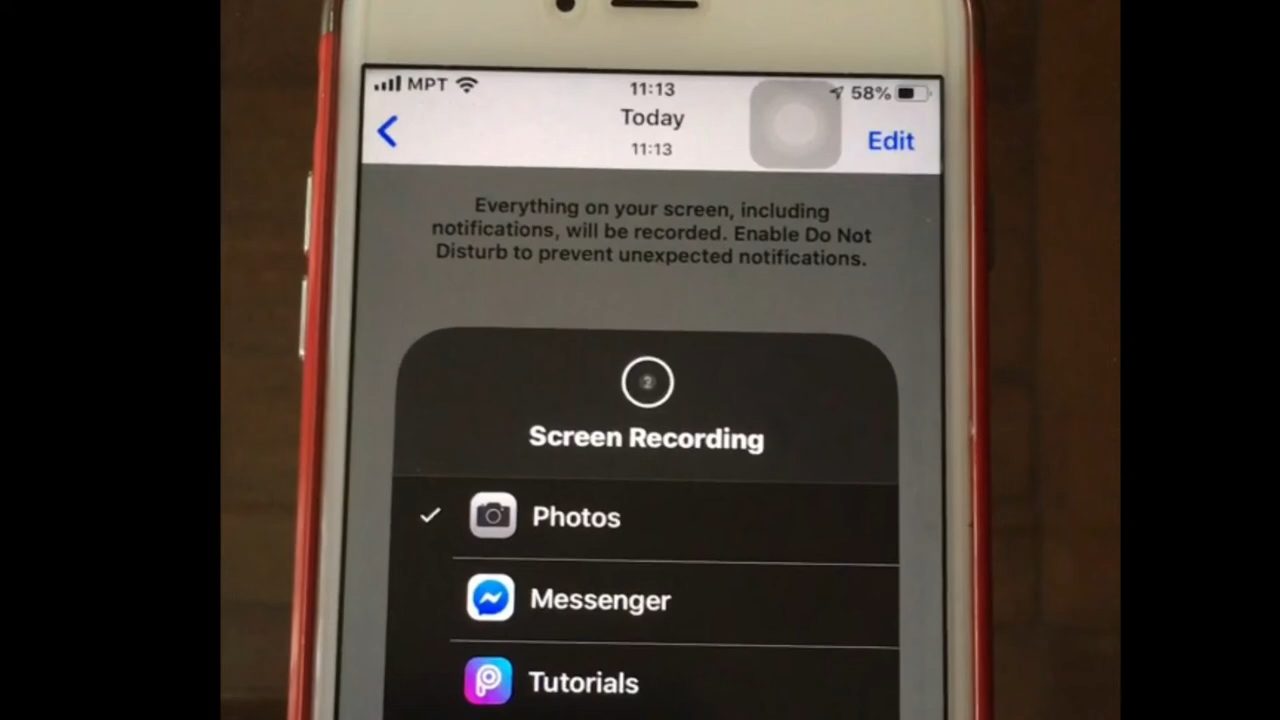 MPT 11:13 58%
Today
11:13
Edit
Everything on your screen, including
notifications, will be recorded. Enable Do Not
Disturb to prevent unexpected notifications.
2
Screen Recording
Photos
Messenger
Tutorials